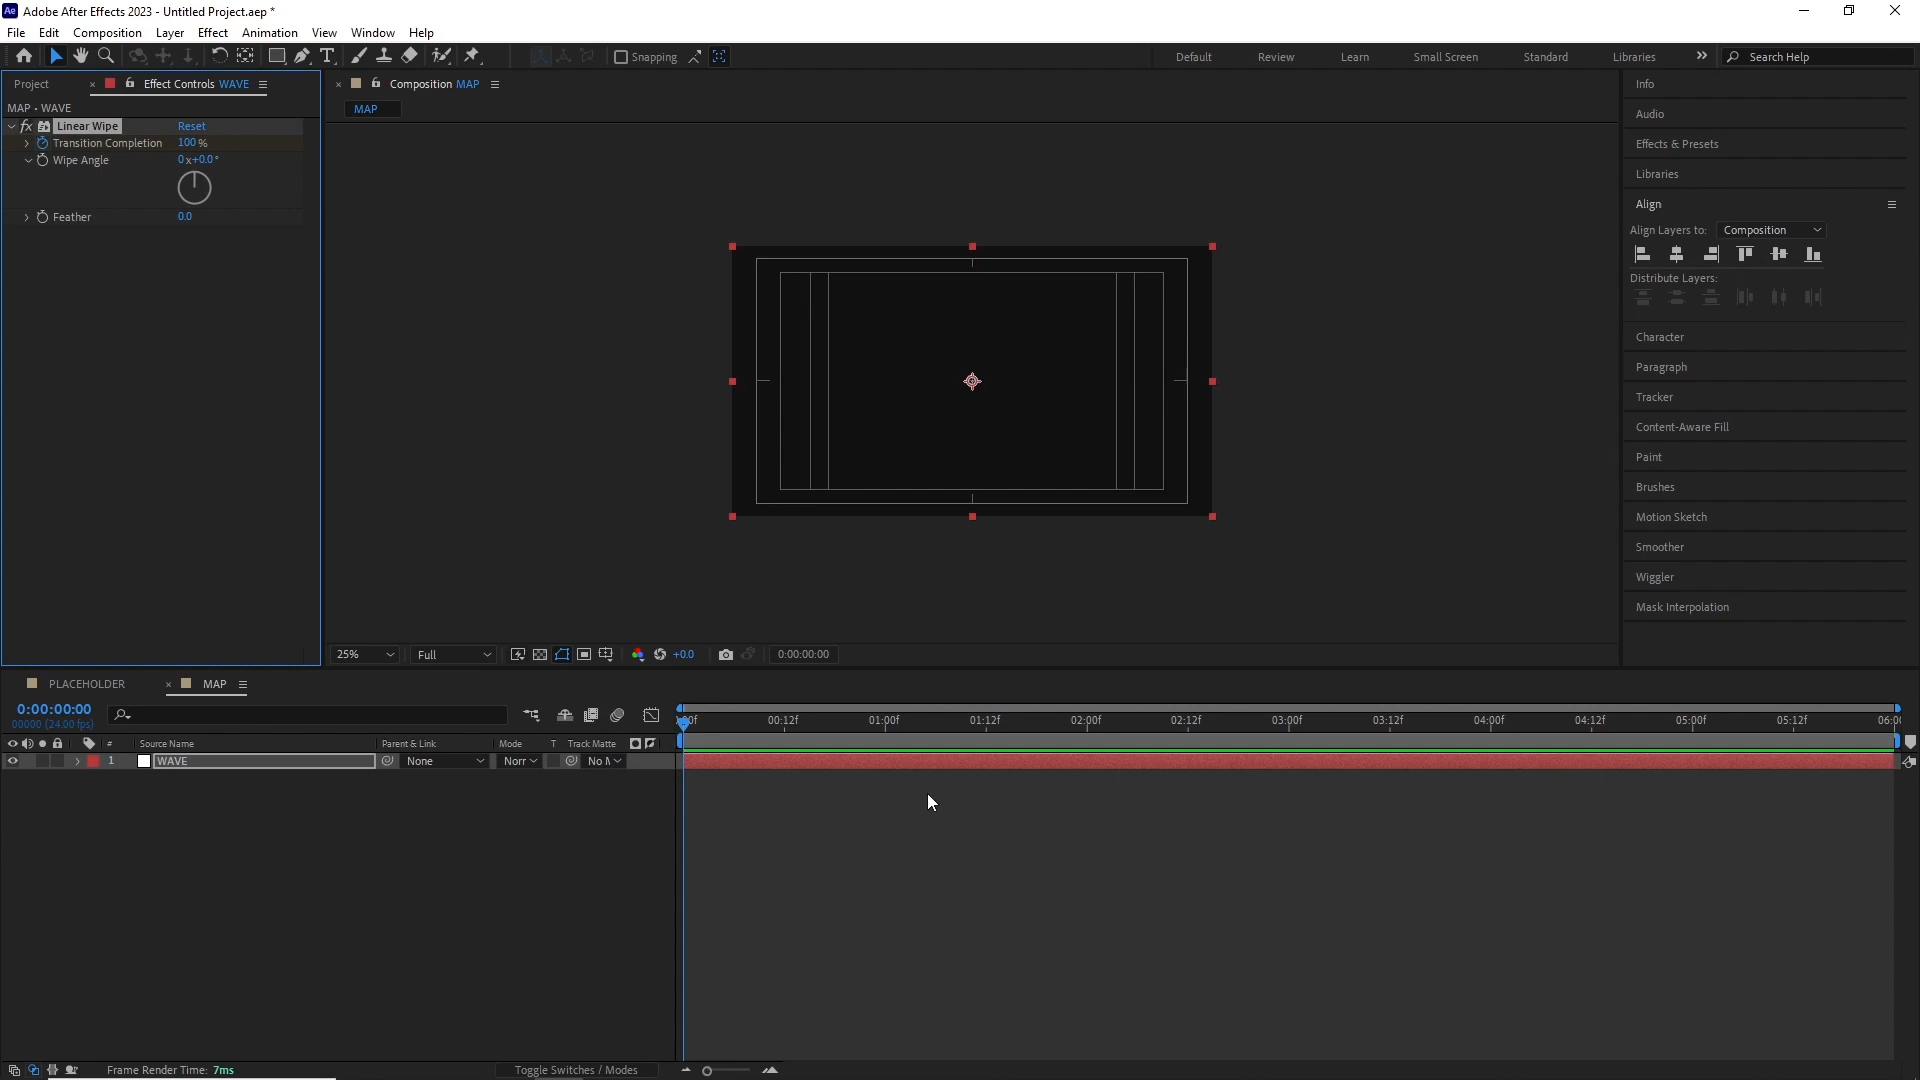 Adobe After Effects 2023 - Untitled Project.aep *
File Edit Composition Layer Effect Animation View Window Help
Snapping
Default Review Learn Small Screen Standard Libraries Search Help
Project Effect Controls WAVE
Composition MAP
MAP • WAVE
MAP
fx Linear Wipe Reset
Transition Completion 100 %
Wipe Angle 0x+0.0°
Feather 0.0
Info
Audio
Effects & Presets
Libraries
Align
Align Layers to: Composition
Distribute Layers:
Character
Paragraph
Tracker
Content-Aware Fill
Paint
Brushes
Motion Sketch
Smoother
Wiggler
Mask Interpolation
25% Full +0.0 0:00:00:00
PLACEHOLDER MAP
0:00:00:00
00000 (24.00 fps)
00:12f 01:00f 01:12f 02:00f 02:12f 03:00f 03:12f 04:00f 04:12f 05:00f 05:12f
# Source Name Parent & Link Mode T Track Matte
1 WAVE None Norr No
Frame Render Time: 7ms
Toggle Switches / Modes